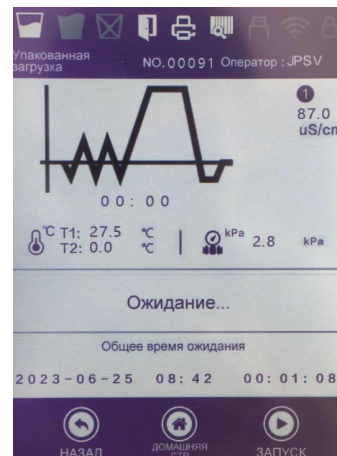 Упакованная
загрузка
NO.00091 Оператор : JPSV
1
87.0
uS/cm
00:00
°C T1: 27.5 °C
T2: 0.0 °C
kPa 2.8 kPa
Ожидание...
Общее время ожидания
2023-06-25 08:42 00:01:08
НАЗАД
ДОМАШНЯЯ
СТР.
ЗАПУСК